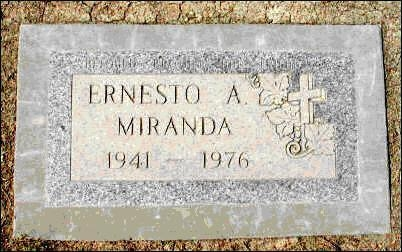 ERNESTO A.
MIRANDA
1941 — 1976